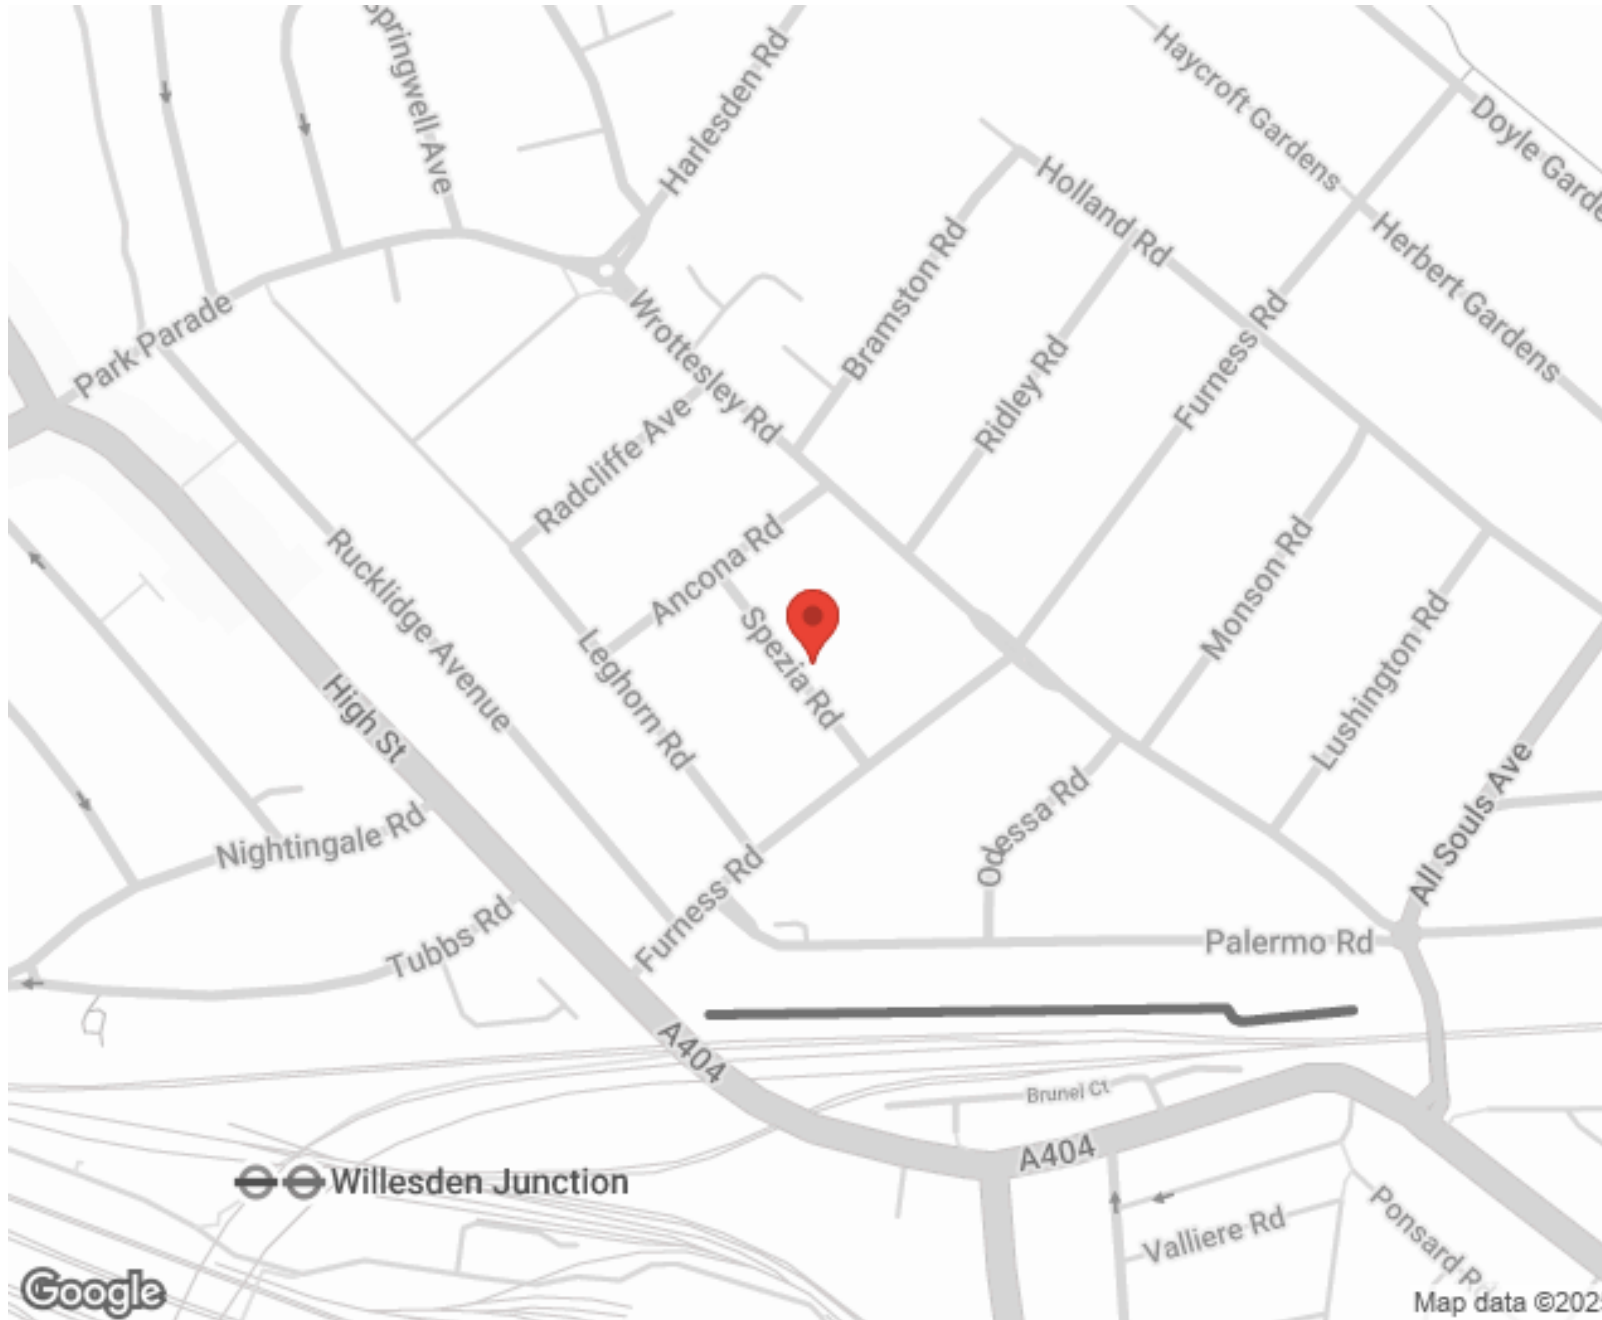 Springwell Ave
Harlesden Rd
Haycroft Gardens
Doyle Garde
Holland Rd
Herbert Gardens
Bramston Rd
Park Parade
Wrottesley Rd
Ridley Rd
Furness Rd
Radcliffe Ave
Ancona Rd
Monson Rd
Rucklidge Avenue
Spezia Rd
Leghorn Rd
Lushington Rd
High St
Odessa Rd
All Souls Ave
Nightingale Rd
Furness Rd
Tubbs Rd
Palermo Rd
A404
Brunel Ct
A404
Willesden Junction
Valliere Rd
Ponsard Rd
Google
Map data ©202